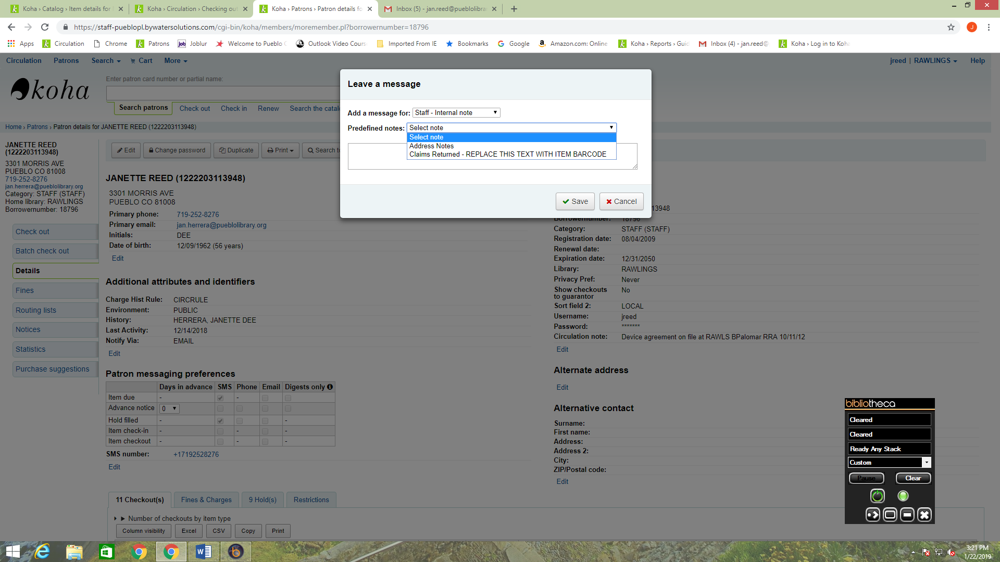 Koha › Catalog › Item details for
Koha › Circulation › Checking out
Koha › Patrons › Patron details fo
Inbox (5) - jan.reed@pueblolibra
https://staff-pueblopl.bywatersolutions.com/cgi-bin/koha/members/moremember.pl?borrowernumber=18796
J
Apps
Circulation
Chrome
Patrons
job Joblur
Welcome to Pueblo
Outlook Video Cours
Imported From IE
Bookmarks
Google
Amazon.com: Online
Koha › Reports › Guid
Inbox (4) - jan.reed@
Koha › Log in to Koha
Circulation Patrons Search Cart More
jreed | RAWLINGS Help
koha
Enter patron card number or partial name:
Search patrons Check out Check in Renew Search the catal
Home › Patrons › Patron details for JANETTE REED (1222203113948)
Leave a message
Add a message for: Staff - Internal note
Predefined notes: Select note
Select note
Address Notes
Claims Returned - REPLACE THIS TEXT WITH ITEM BARCODE
Save Cancel
JANETTE REED
(1222203113948)
3301 MORRIS AVE
PUEBLO CO 81008
719-252-8276
jan.herrera@pueblolibrary.org
Category: STAFF (STAFF)
Home library: RAWLINGS
Borrowernumber: 18796
Check out
Batch check out
Details
Fines
Routing lists
Notices
Statistics
Purchase suggestions
Edit Change password Duplicate Print Search to
JANETTE REED (1222203113948)
3301 MORRIS AVE
PUEBLO CO 81008
Primary phone: 719-252-8276
Primary email: jan.herrera@pueblolibrary.org
Initials: DEE
Date of birth: 12/09/1962 (56 years)
Edit
Additional attributes and identifiers
Charge Hist Rule: CIRCRULE
Environment: PUBLIC
History: HERRERA, JANETTE DEE
Last Activity: 12/14/2018
Notify Via: EMAIL
Edit
Patron messaging preferences
Days in advance SMS Phone Email Digests only
Item due - -
Advance notice 0
Hold filled - -
Item check-in - - -
Item checkout - - -
SMS number: +17192528276
Edit
13948
Borrowernumber: 18796
Category: STAFF (STAFF)
Registration date: 08/04/2009
Renewal date:
Expiration date: 12/31/2050
Library: RAWLINGS
Privacy Pref: Never
Show checkouts to guarantor No
Sort field 2: LOCAL
Username: jreed
Password: *******
Circulation note: Device agreement on file at RAWLS BPalomar RRA 10/11/12
Edit
Alternate address
Edit
Alternative contact
Surname:
First name:
Address:
Address 2:
City:
ZIP/Postal code:
Edit
11 Checkout(s) Fines & Charges 9 Hold(s) Restrictions
Number of checkouts by item type
Column visibility Excel CSV Copy Print
bibliotheca
Cleared
Cleared
Ready Any Stack
Custom
Pause Clear
3:21 PM
1/22/2019